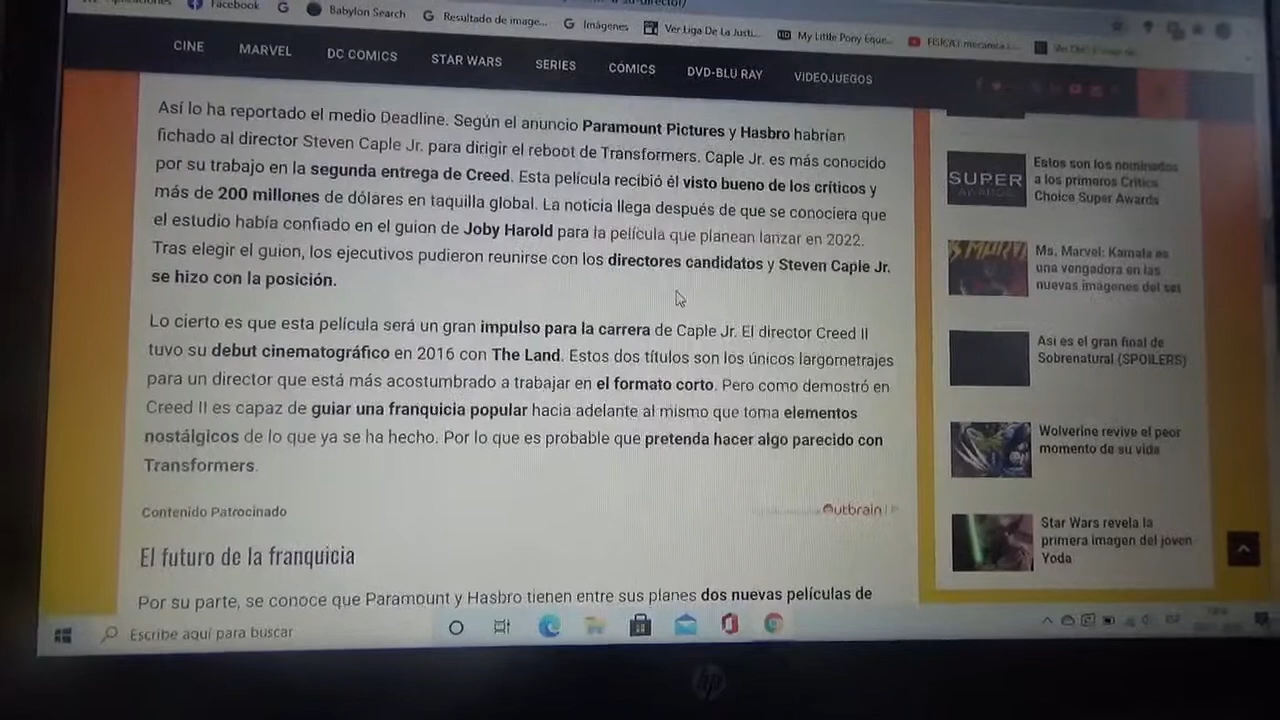 Facebook
Babylon Search
Resultado de image...
Imágenes
Ver Liga De La Justi...
My Little Pony Eque...
CINE
MARVEL
DC COMICS
STAR WARS
SERIES
CÓMICS
DVD-BLU RAY
VIDEOJUEGOS
Así lo ha reportado el medio Deadline. Según el anuncio Paramount Pictures y Hasbro habrían
fichado al director Steven Caple Jr. para dirigir el reboot de Transformers. Caple Jr. es más conocido
por su trabajo en la segunda entrega de Creed. Esta película recibió él visto bueno de los críticos y
más de 200 millones de dólares en taquilla global. La noticia llega después de que se conociera que
el estudio había confiado en el guion de Joby Harold para la película que planean lanzar en 2022.
Tras elegir el guion, los ejecutivos pudieron reunirse con los directores candidatos y Steven Caple Jr.
se hizo con la posición.
Lo cierto es que esta película será un gran impulso para la carrera de Caple Jr. El director Creed II
tuvo su debut cinematográfico en 2016 con The Land. Estos dos títulos son los únicos largometrajes
para un director que está más acostumbrado a trabajar en el formato corto. Pero como demostró en
Creed II es capaz de guiar una franquicia popular hacia adelante al mismo que toma elementos
nostálgicos de lo que ya se ha hecho. Por lo que es probable que pretenda hacer algo parecido con
Transformers.
Contenido Patrocinado
Outbrain
El futuro de la franquicia
Por su parte, se conoce que Paramount y Hasbro tienen entre sus planes dos nuevas películas de
SUPER
AWARDS
Estos son los nominados
a los primeros Critics
Choice Super Awards
Ms. Marvel: Kamala es
una vengadora en las
nuevas imágenes del set
Así es el gran final de
Sobrenatural (SPOILERS)
Wolverine revive el peor
momento de su vida
Star Wars revela la
primera imagen del joven
Yoda
Escribe aquí para buscar
hp